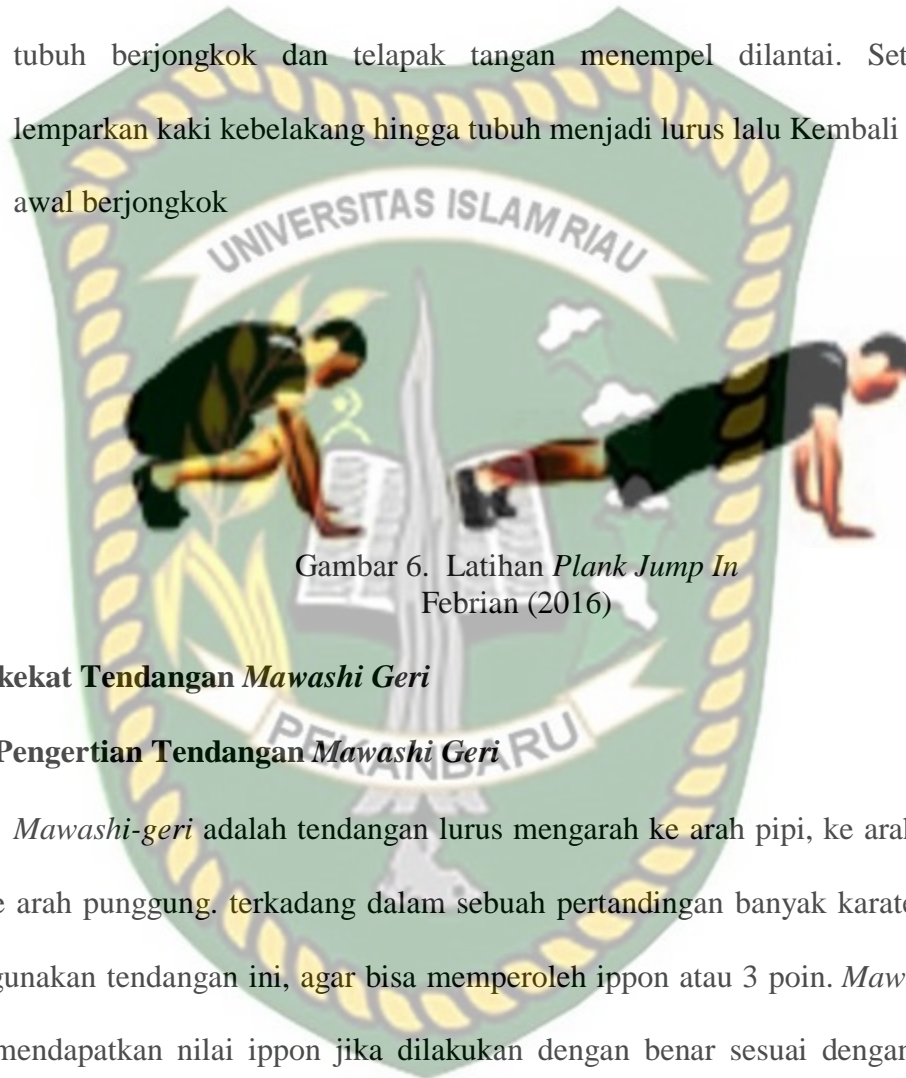 tubuh berjongkok dan telapak tangan menempel dilantai. Set
lemparkan kaki kebelakang hingga tubuh menjadi lurus lalu Kembali
awal berjongkok
UNIVERSITAS ISLAM RIAU
Gambar 6. Latihan Plank Jump In
Febrian (2016)
kekat Tendangan Mawashi Geri
PEKANBARU
Pengertian Tendangan Mawashi Geri
Mawashi-geri adalah tendangan lurus mengarah ke arah pipi, ke arah
e arah punggung. terkadang dalam sebuah pertandingan banyak karat
gunakan tendangan ini, agar bisa memperoleh ippon atau 3 poin. Maw
mendapatkan nilai ippon jika dilakukan dengan benar sesuai dengan